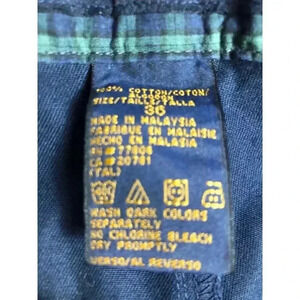 100% COTTON/COTON/
ALGODON
SIZE/TAILLE/TALLA
36
MADE IN MALAYSIA
FABRIQUE EN MALAISIE
HECHO EN MALASIA
RN 77806
CA 20781
(TAL)
WASH DARK COLORS
SEPARATELY
NO CHLORINE BLEACH
DRY PROMPTLY
VERSO/AL REVERSO